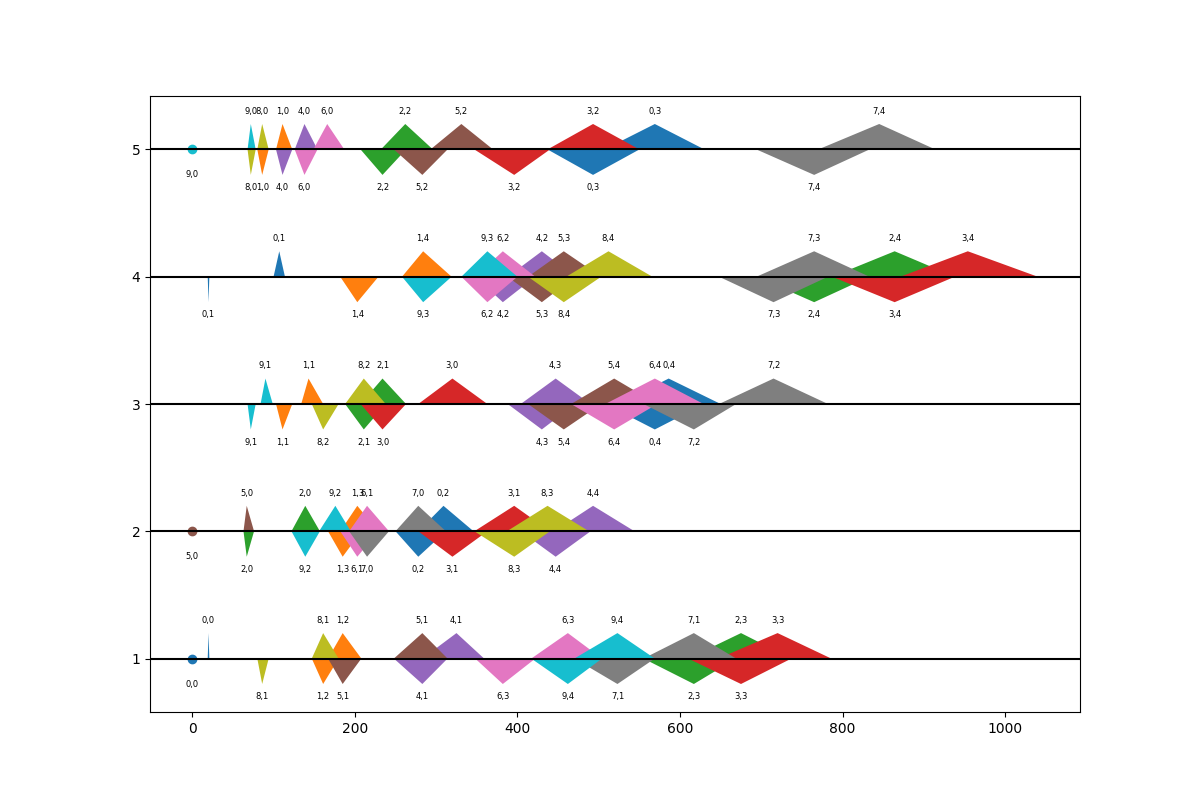 9,0 8,0 1,0 4,0 6,0 2,2 5,2 3,2 0,3 7,4
5
9,0 8,0 1,0 4,0 6,0 2,2 5,2 3,2 0,3 7,4
0,1 1,4 9,3 6,2 4,2 5,3 8,4 7,3 2,4 3,4
4
0,1 1,4 9,3 6,2 4,2 5,3 8,4 7,3 2,4 3,4
9,1 1,1 8,2 2,1 3,0 4,3 5,4 6,4 0,4 7,2
3
9,1 1,1 8,2 2,1 3,0 4,3 5,4 6,4 0,4 7,2
5,0 2,0 9,2 1,3 6,1 7,0 0,2 3,1 8,3 4,4
2
5,0 2,0 9,2 1,3 6,1 7,0 0,2 3,1 8,3 4,4
0,0 8,1 1,2 5,1 4,1 6,3 9,4 7,1 2,3 3,3
1
0,0 8,1 1,2 5,1 4,1 6,3 9,4 7,1 2,3 3,3
0 200 400 600 800 1000